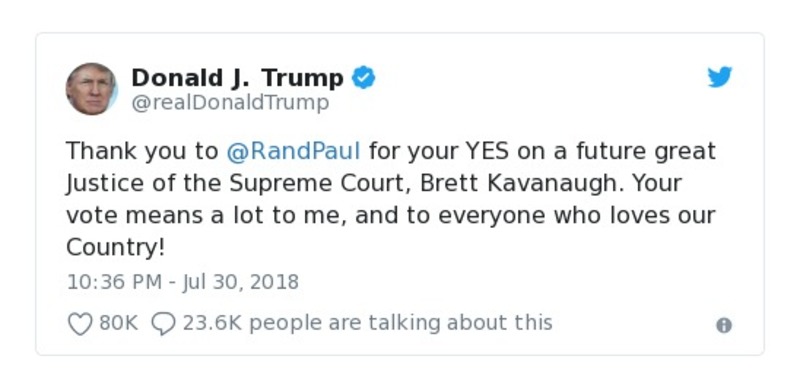 Donald J. Trump
@realDonaldTrump
Thank you to @RandPaul for your YES on a future great
Justice of the Supreme Court, Brett Kavanaugh. Your
vote means a lot to me, and to everyone who loves our
Country!
10:36 PM - Jul 30, 2018
80K 23.6K people are talking about this